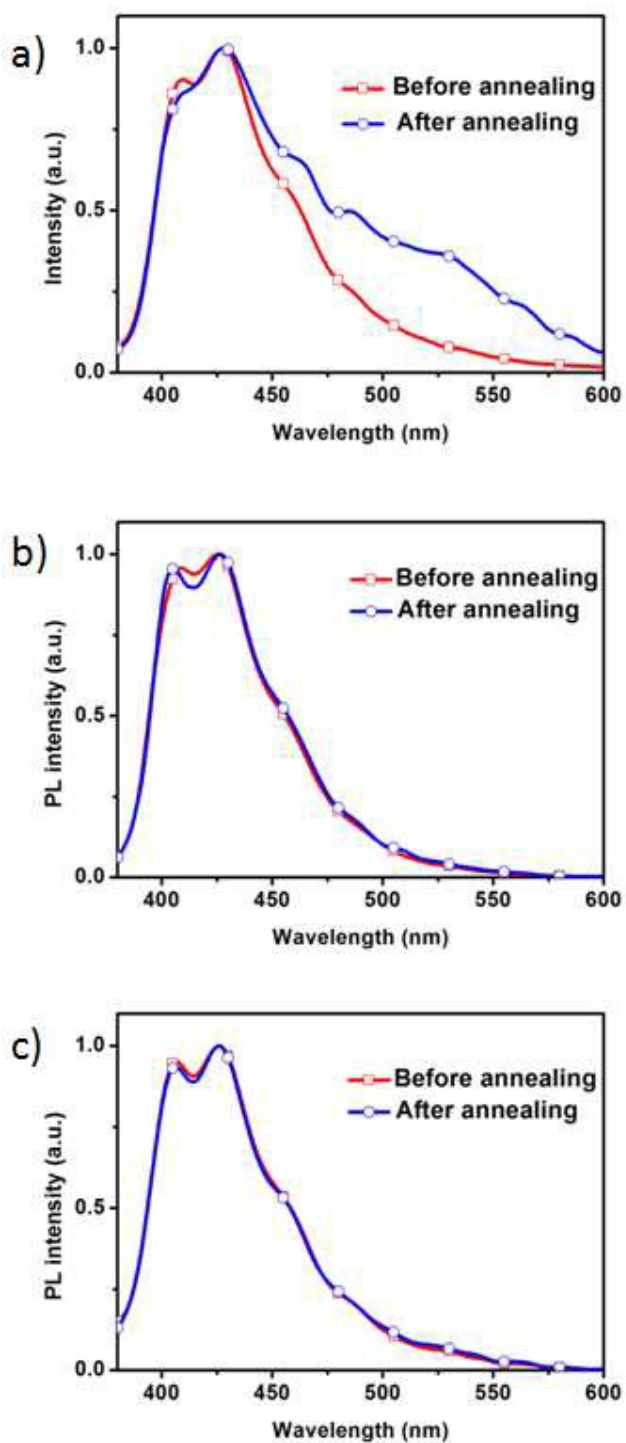 a)
Intensity (a.u.)
1.0
0.5
0.0
Before annealing
After annealing
400 450 500 550 600
Wavelength (nm)
b)
PL intensity (a.u.)
1.0
0.5
0.0
Before annealing
After annealing
400 450 500 550 600
Wavelength (nm)
c)
PL intensity (a.u.)
1.0
0.5
0.0
Before annealing
After annealing
400 450 500 550 600
Wavelength (nm)